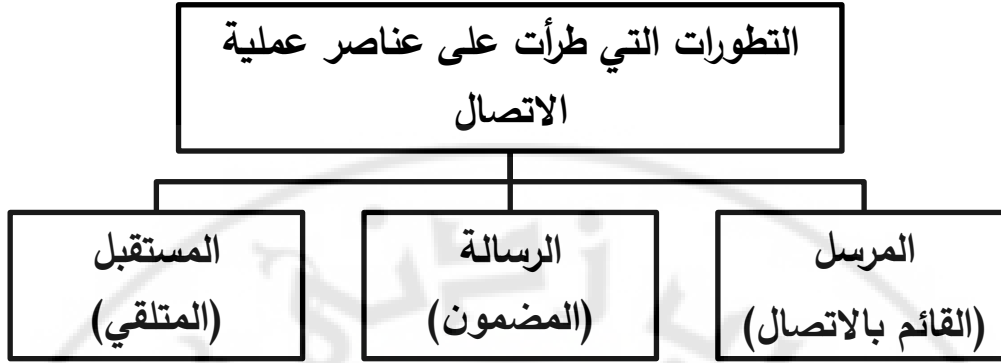 التطورات التي طرأت على عناصر عملية
الاتصال
المرسل
(القائم بالاتصال)
الرسالة
(المضمون)
المستقبل
(المتلقي)